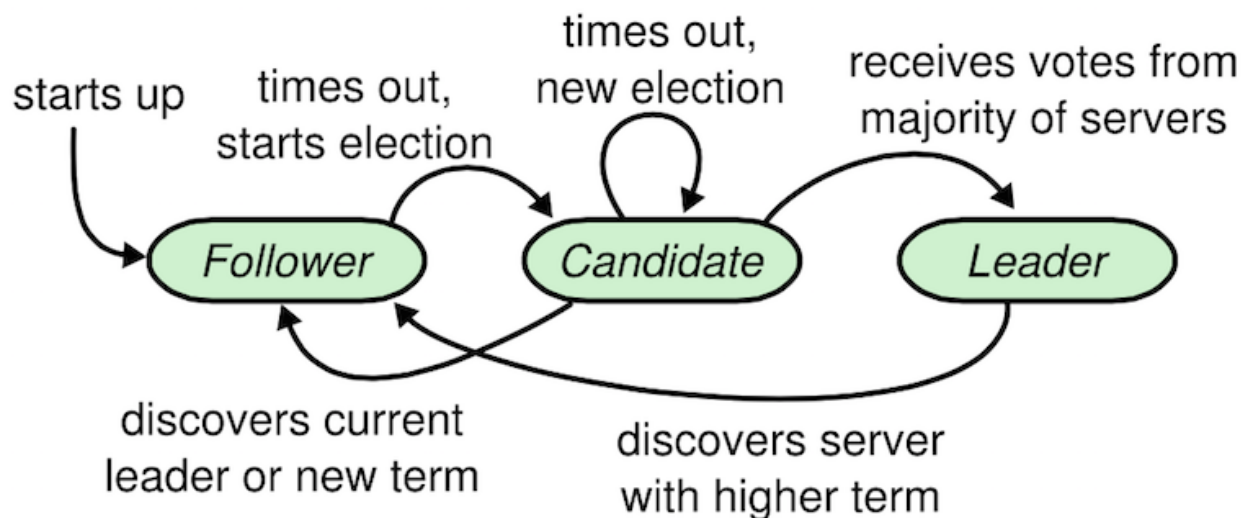 starts up
times out,
starts election
times out,
new election
receives votes from
majority of servers
Follower
Candidate
Leader
discovers current
leader or new term
discovers server
with higher term